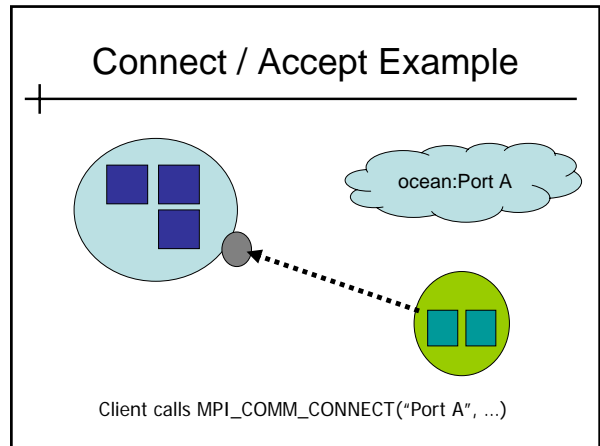 Connect / Accept Example
ocean:Port A
Client calls MPI_COMM_CONNECT(“Port A”, …)